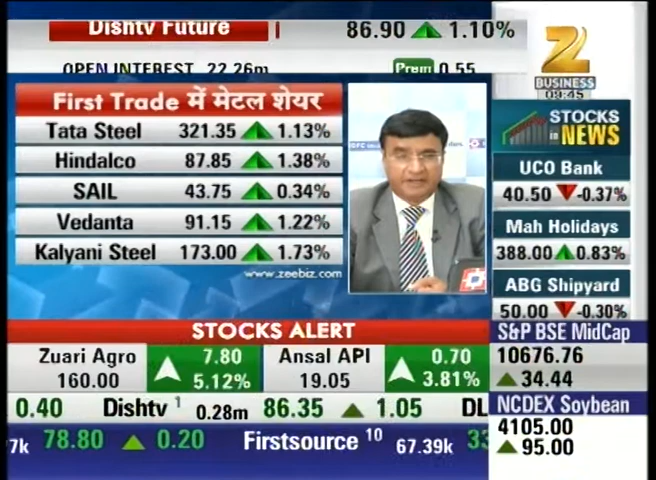 Dishtv Future 86.90 1.10%
OPEN INTEREST 22.26m Prem 0.55
Z
BUSINESS
09:45
First Trade में मेटल शेयर
Tata Steel 321.35 1.13%
Hindalco 87.85 1.38%
SAIL 43.75 0.34%
Vedanta 91.15 1.22%
Kalyani Steel 173.00 1.73%
www.zeebiz.com
STOCKS
in NEWS
UCO Bank
40.50 -0.37%
Mah Holidays
388.00 0.83%
ABG Shipyard
50.00 -0.30%
STOCKS ALERT
Zuari Agro 7.80 Ansal API 0.70
160.00 5.12% 19.05 3.81%
S&P BSE MidCap
10676.76
34.44
NCDEX Soybean
4105.00
95.00
0.40 Dishtv 1 0.28m 86.35 1.05 DL
7k 78.80 0.20 Firstsource 10 67.39k 33